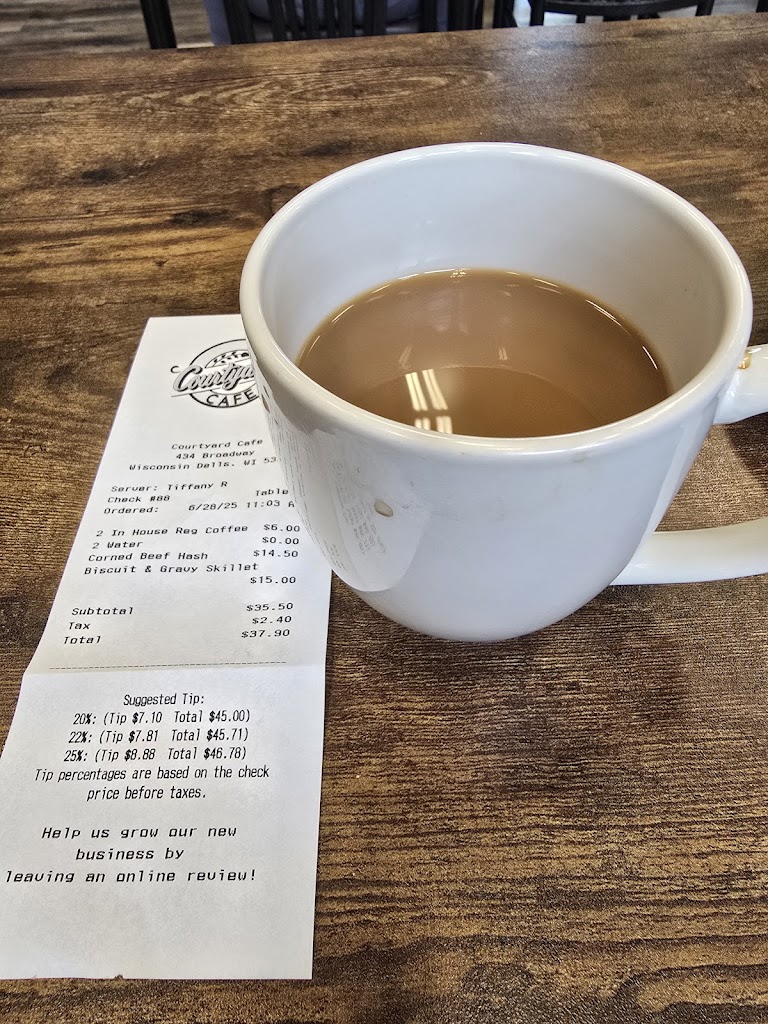 CAFE
Courtyard Cafe
434 Broadway
Wisconsin Dells, WI
Server: Tiffany R
Check #88 Table
Ordered: 6/28/25 11:03
2 In House Reg Coffee $6.00
2 Water $0.00
Corned Beef Hash $14.50
Biscuit & Gravy Skillet
$15.00
Subtotal $35.50
Tax $2.40
Total $37.90
Suggested Tip:
20%: (Tip $7.10 Total $45.00)
22%: (Tip $7.81 Total $45.71)
25%: (Tip $8.88 Total $46.78)
Tip percentages are based on the check
price before taxes.
Help us grow our new
business by
leaving an online review!